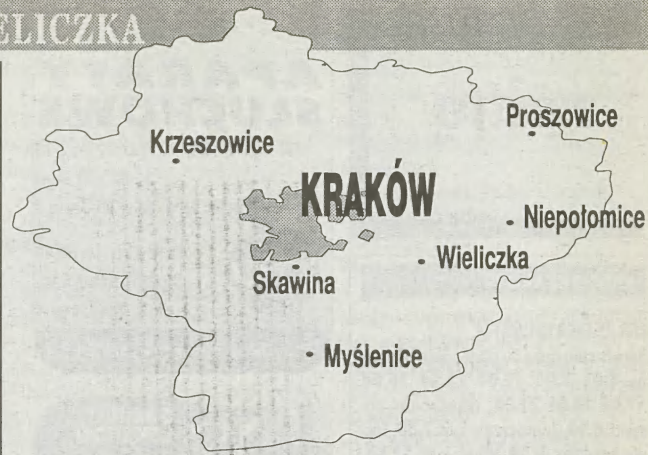 ELICZKA
Proszowice
Krzeszowice
KRAKÓW
Niepołomice
Wieliczka
Skawina
Myślenice